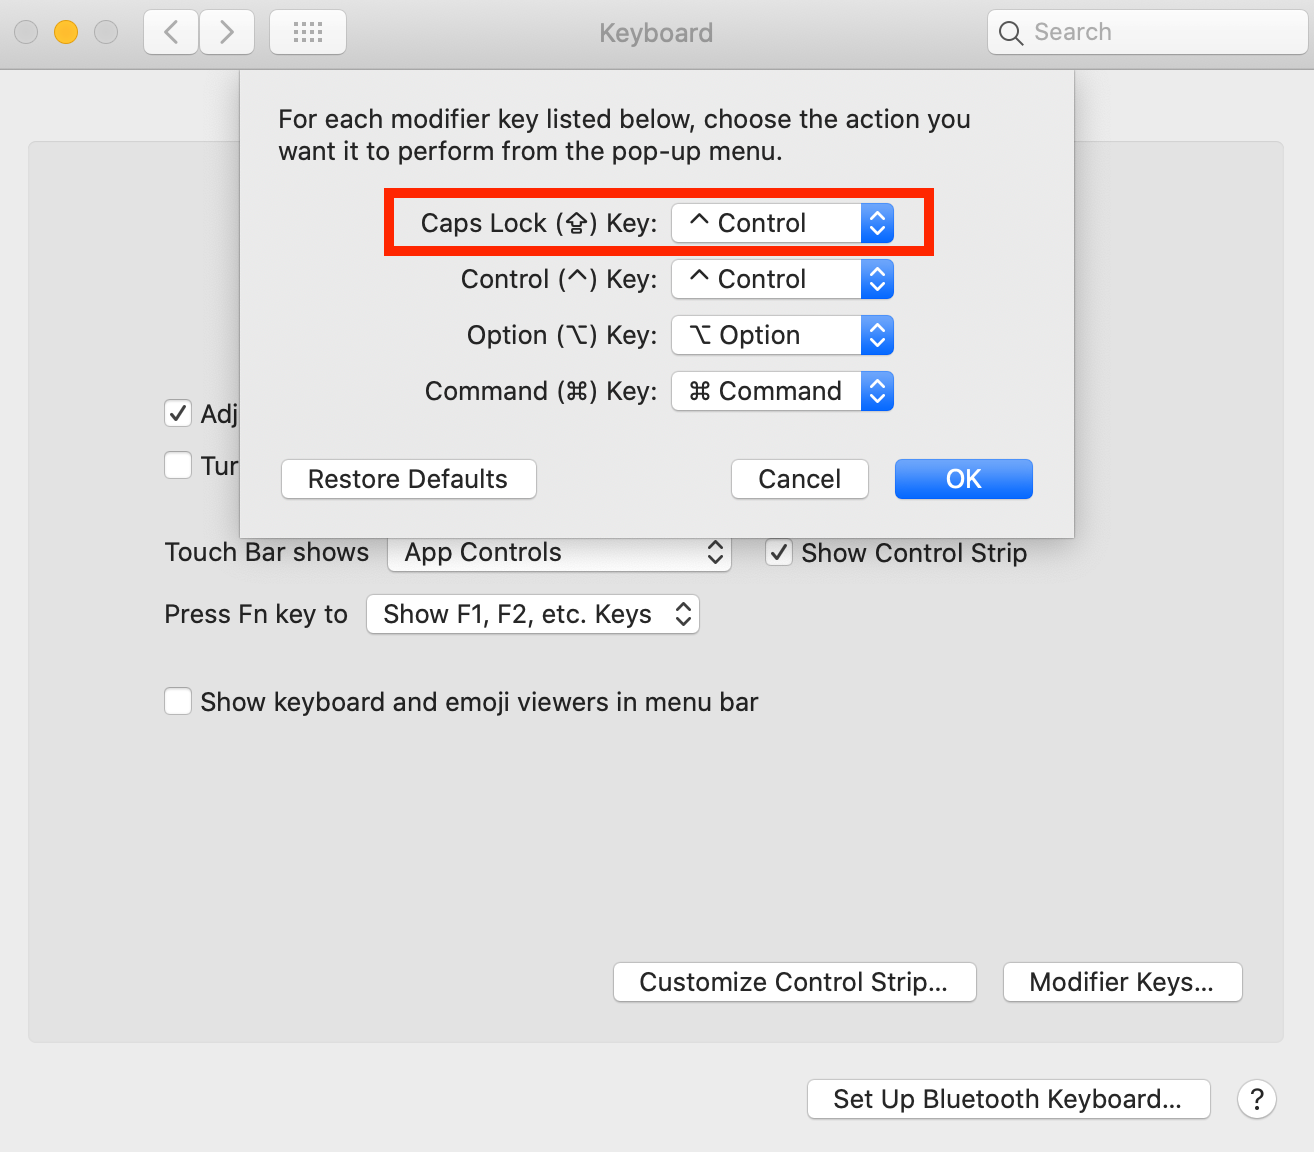 Keyboard
Search
For each modifier key listed below, choose the action you
want it to perform from the pop-up menu.
Caps Lock (⇪) Key: ^ Control
Control (^) Key: ^ Control
Option (⌥) Key: ⌥ Option
Command (⌘) Key: ⌘ Command
Adj
Tur
Restore Defaults Cancel OK
Touch Bar shows App Controls Show Control Strip
Press Fn key to Show F1, F2, etc. Keys
Show keyboard and emoji viewers in menu bar
Customize Control Strip... Modifier Keys...
Set Up Bluetooth Keyboard... ?